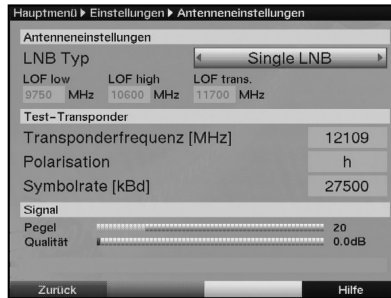 Hauptmenü ▶ Einstellungen ▶ Antenneneinstellungen
Antenneneinstellungen
LNB Typ Single LNB
LOF low LOF high LOF trans.
9750 MHz 10600 MHz 11700 MHz
Test-Transponder
Transponderfrequenz [MHz] 12109
Polarisation h
Symbolrate [kBd] 27500
Signal
Pegel 20
Qualität 0.0dB
Zurück Hilfe